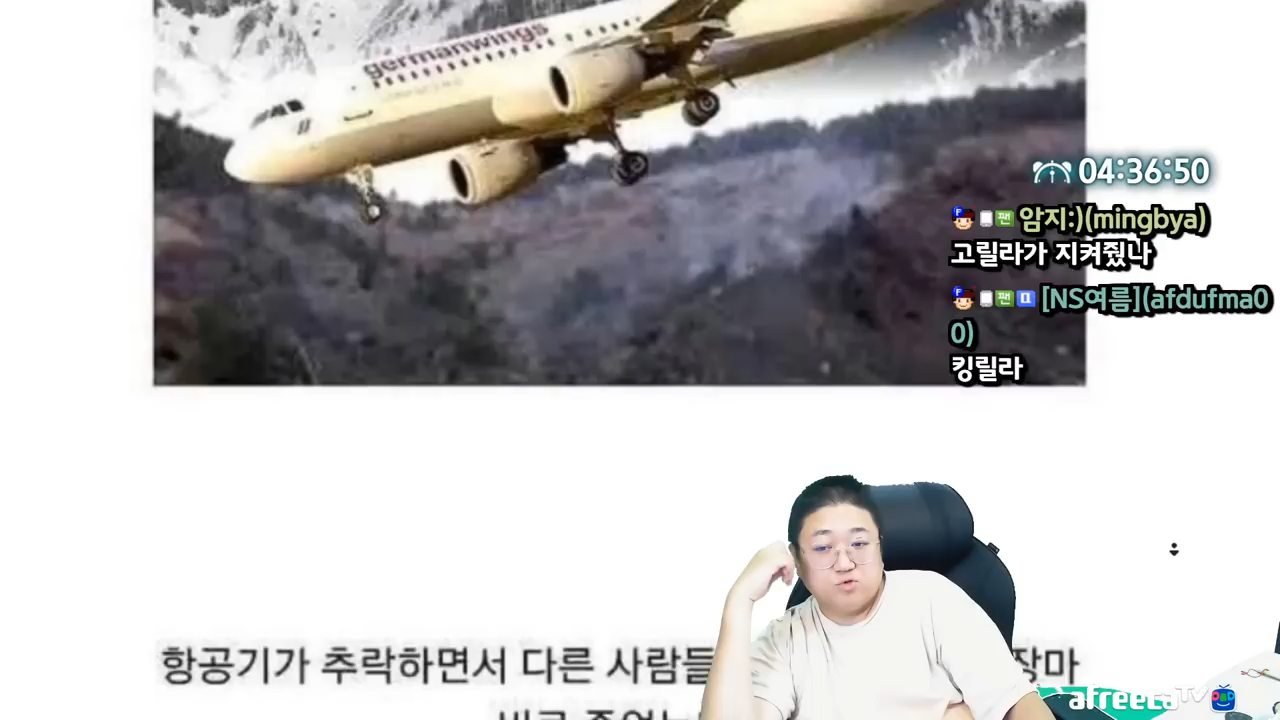 germanwings
04:36:50
팬 암지:)(mingbya)
고릴라가 지켜줬나
팬 [NS여름](afdufma0
0)
킹릴라
항공기가 추락하면서 다른 사람들
afreecaTV